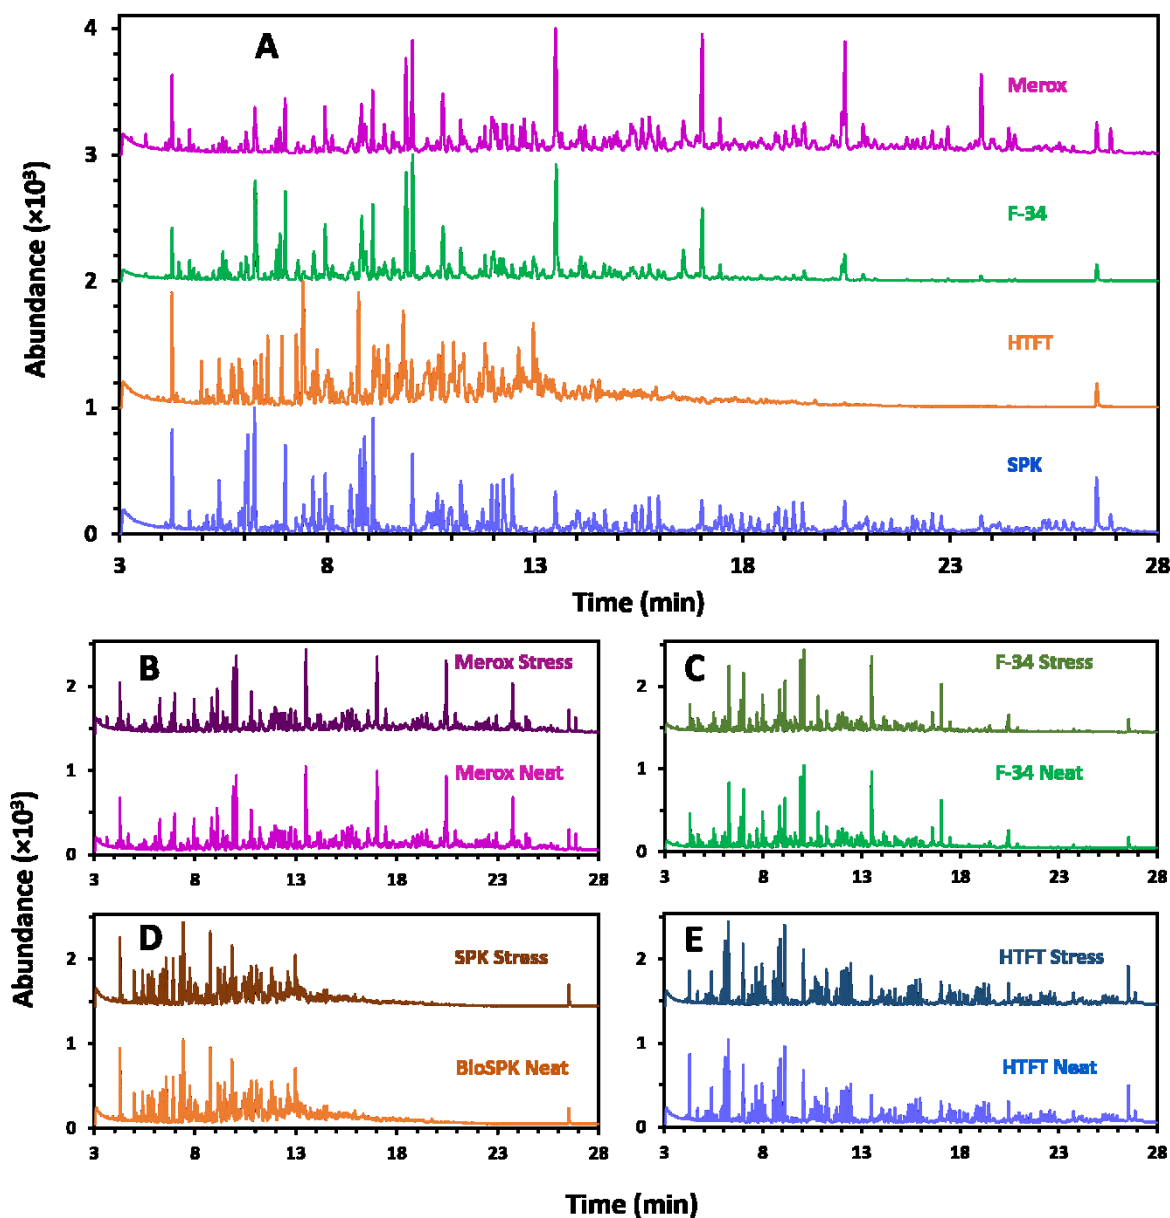 A
Abundance (×10³)
4
3
2
1
0
Merox
F-34
HTFT
SPK
3 8 13 18 23 28
Time (min)
B
Merox Stress
Merox Neat
2
1
0
3 8 13 18 23 28
C
F-34 Stress
F-34 Neat
2
1
0
3 8 13 18 23 28
Abundance (×10³)
D
SPK Stress
BioSPK Neat
2
1
0
3 8 13 18 23 28
E
HTFT Stress
HTFT Neat
2
1
0
3 8 13 18 23 28
Time (min)